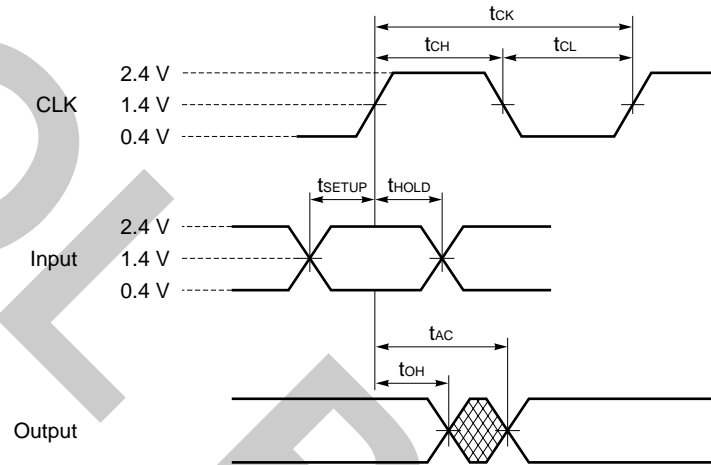 tCK
tCH tCL
2.4 V
CLK 1.4 V
0.4 V
tSETUP tHOLD
2.4 V
Input 1.4 V
0.4 V
tAC
tOH
Output